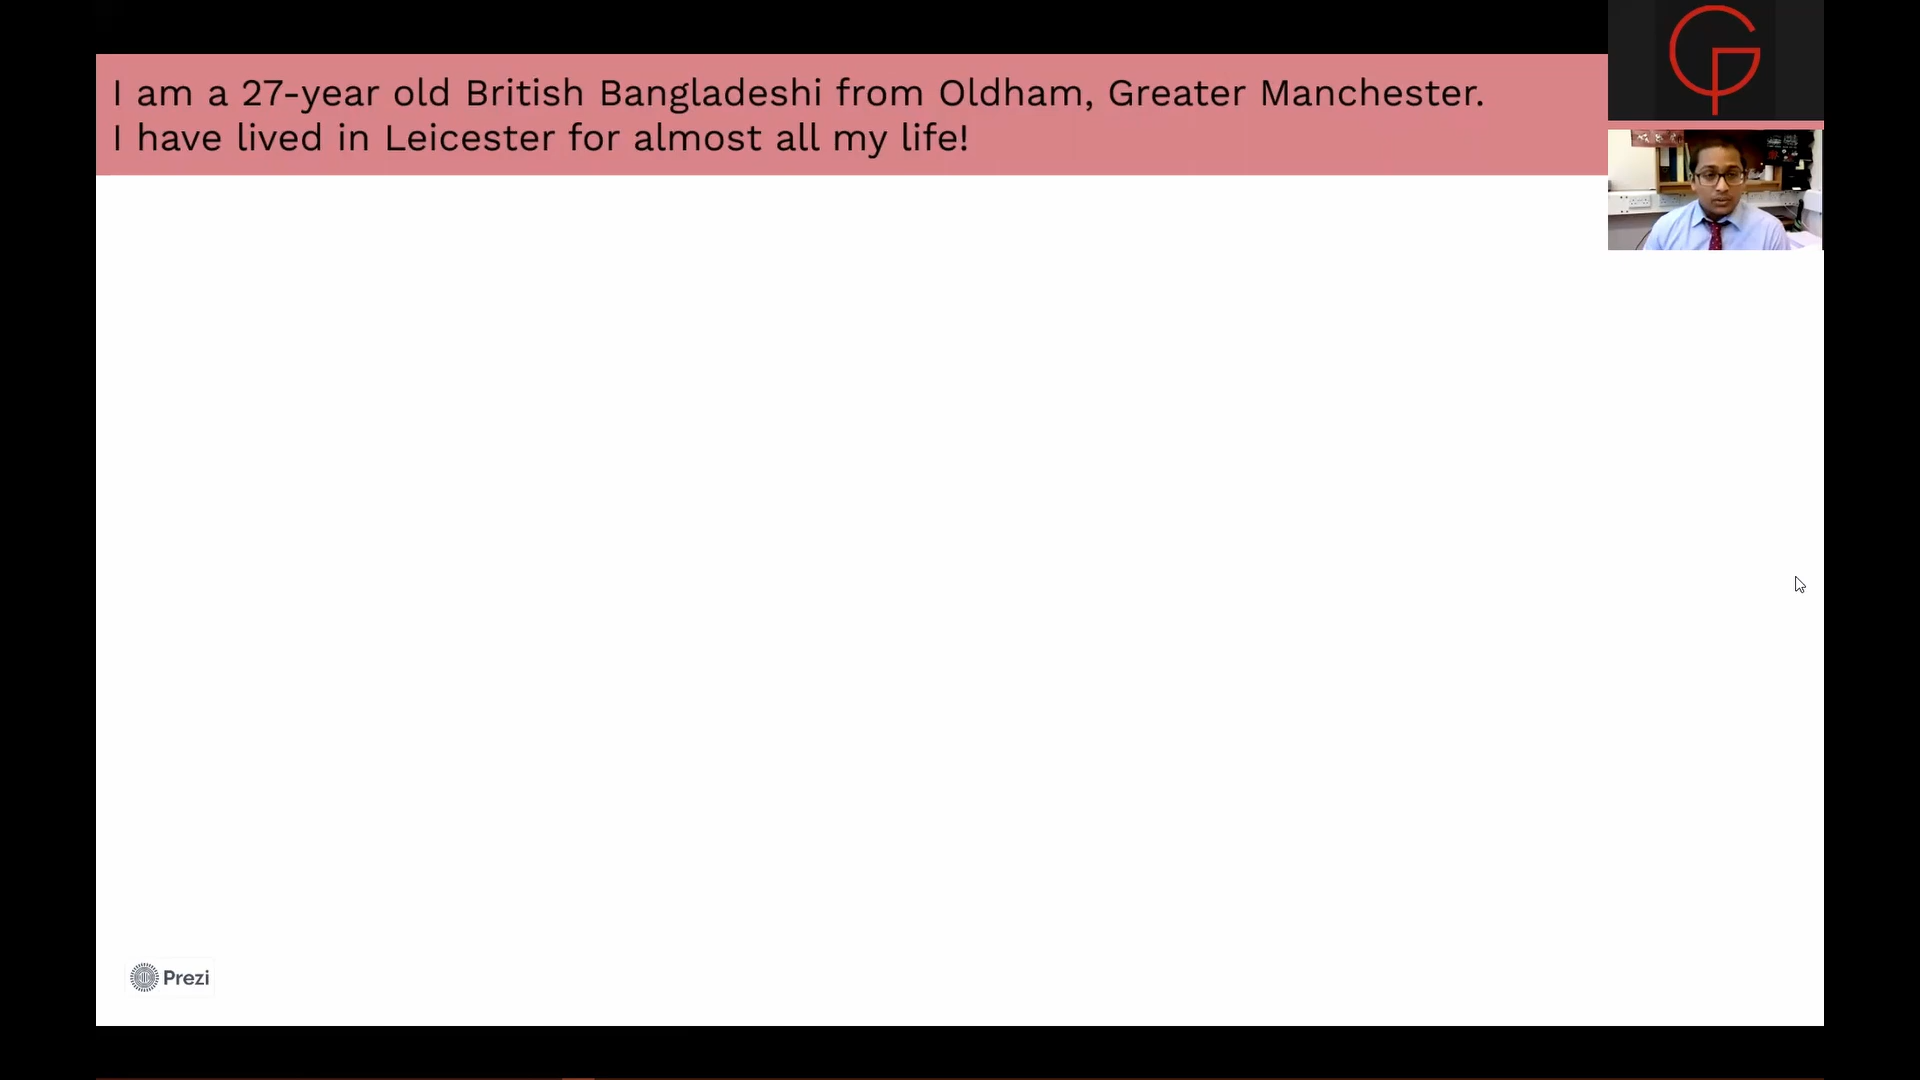 I am a 27-year old British Bangladeshi from Oldham, Greater Manchester.
I have lived in Leicester for almost all my life!
Prezi